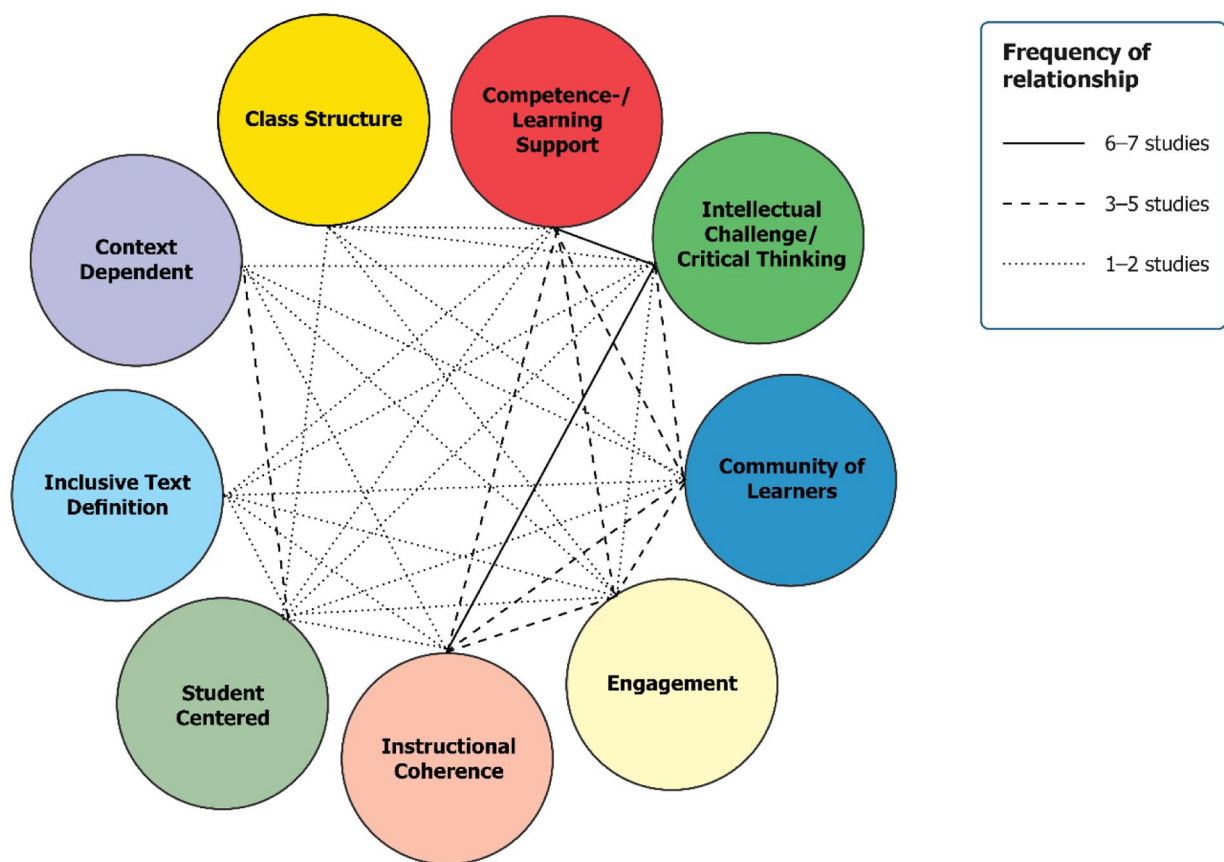 Class Structure
Competence-/
Learning
Support
Intellectual
Challenge/
Critical Thinking
Community of
Learners
Engagement
Instructional
Coherence
Student
Centered
Inclusive Text
Definition
Context
Dependent
Frequency of
relationship
6–7 studies
3–5 studies
1–2 studies